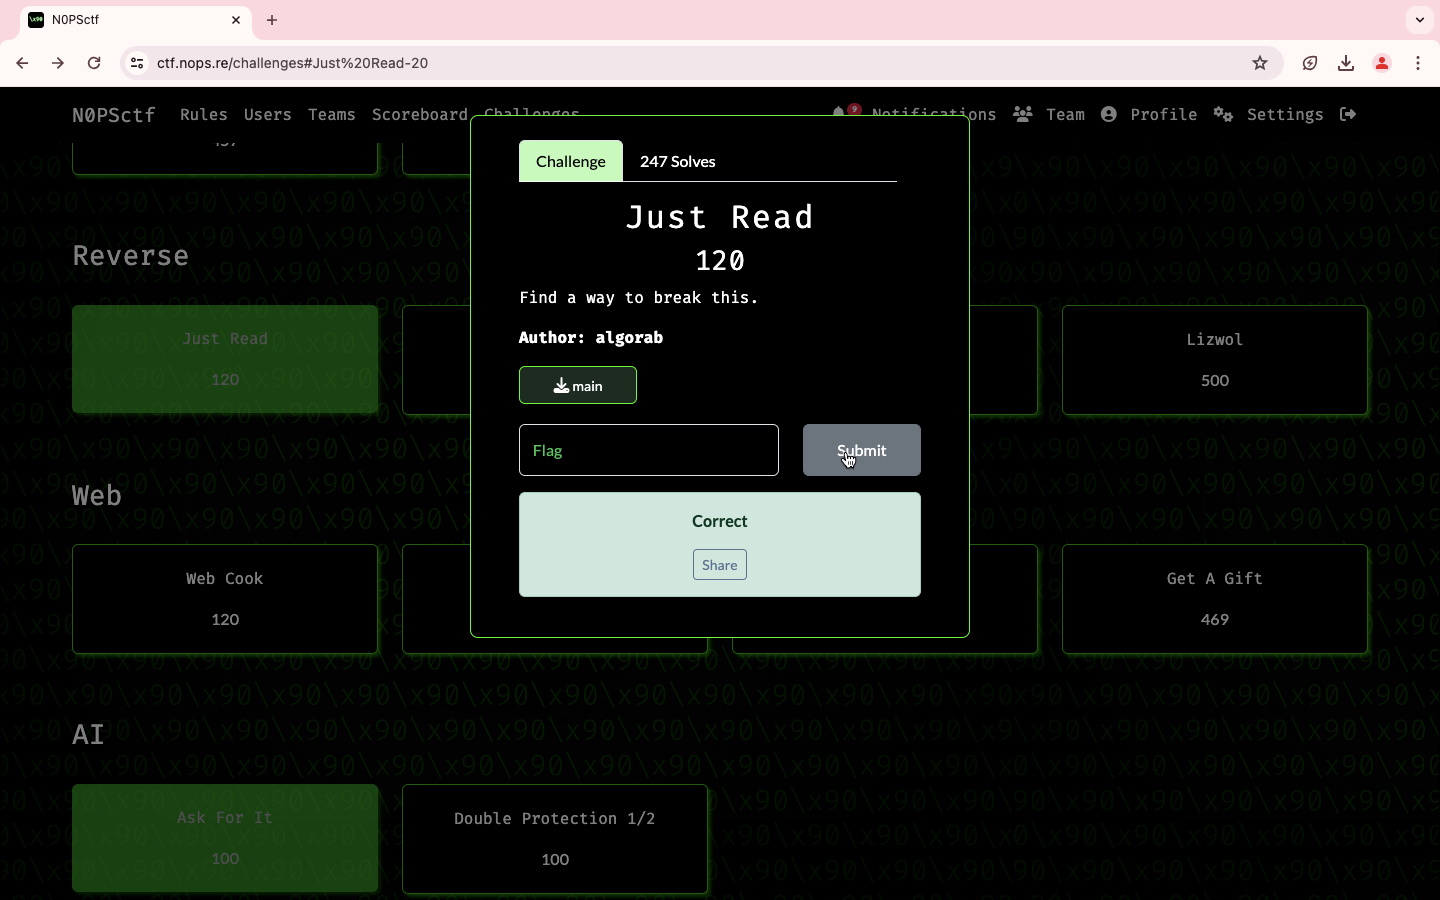 N0PSctf
ctf.nops.re/challenges#Just%20Read-20
N0PSctf Rules Users Teams Scoreboard Challenges 9 Notifications Team Profile Settings
Challenge 247 Solves
Just Read
120
Find a way to break this.
Author: algorab
main
Flag Submit
Correct
Share
Reverse
Just Read
120
Lizwol
500
Web
Web Cook
120
Get A Gift
469
AI
Ask For It
100
Double Protection 1/2
100